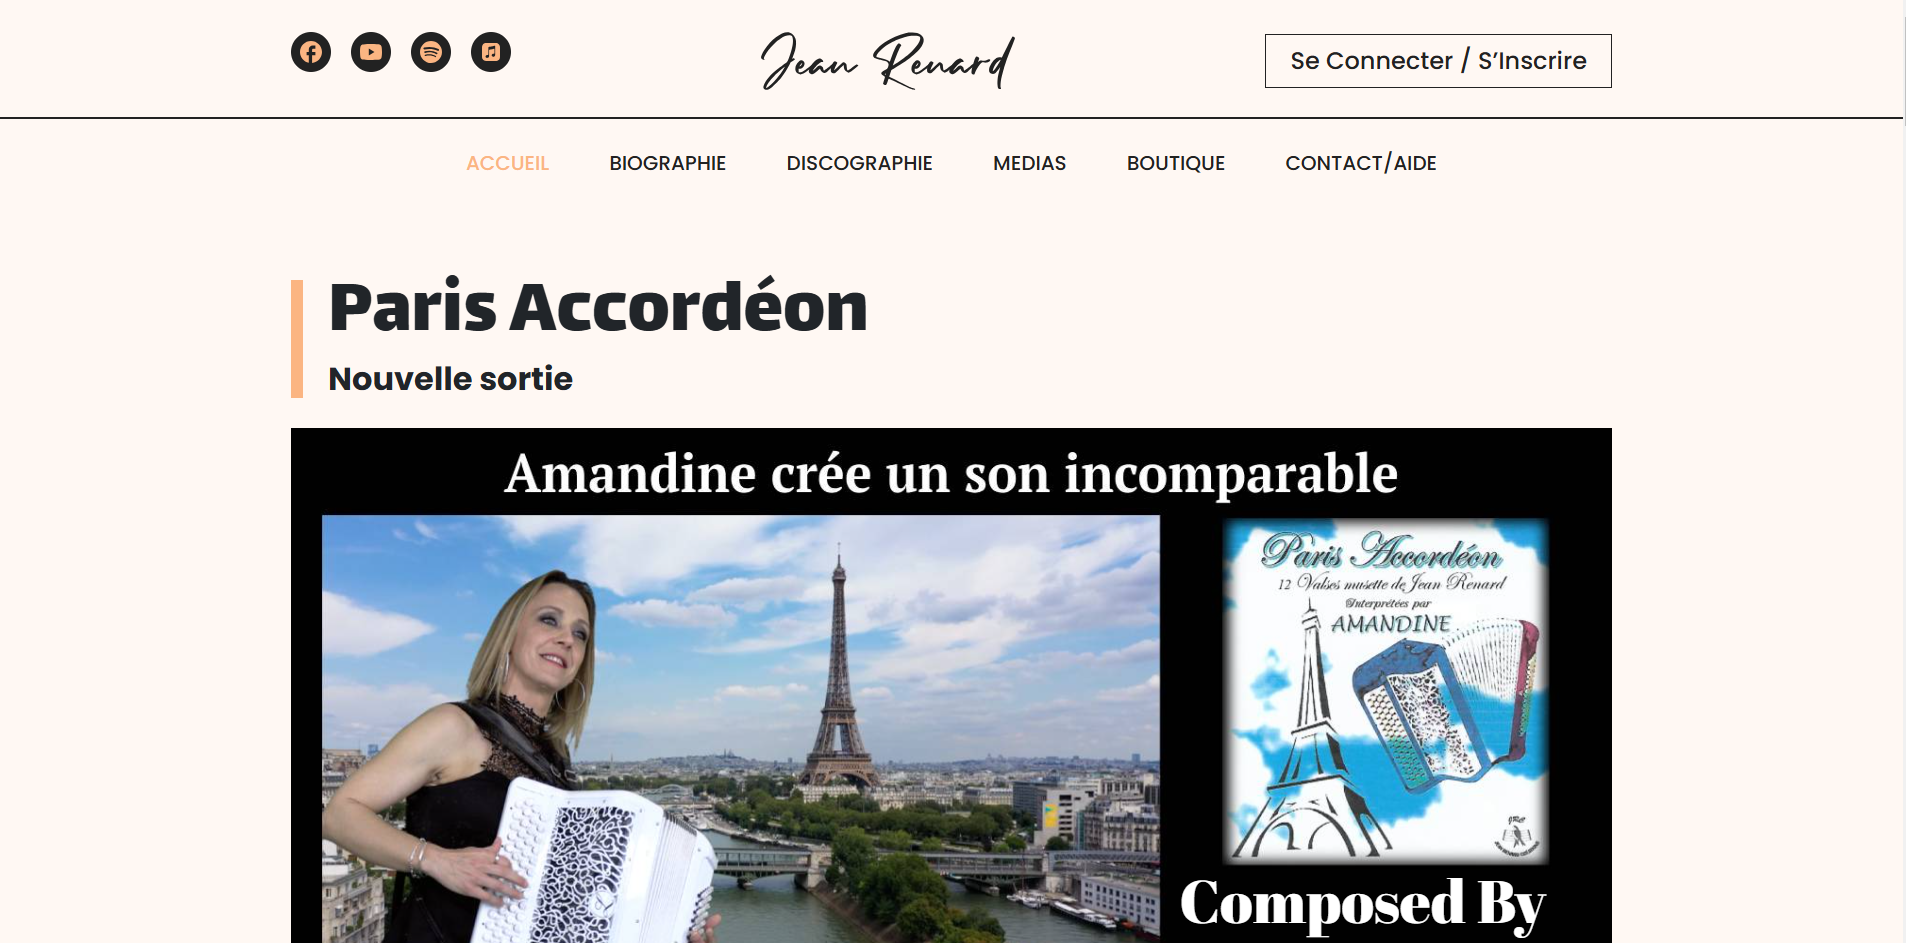 Jean Renard
Se Connecter / S'Inscrire
ACCUEIL BIOGRAPHIE DISCOGRAPHIE MEDIAS BOUTIQUE CONTACT/AIDE
Paris Accordéon
Nouvelle sortie
Amandine crée un son incomparable
Paris Accordéon
12 Valses musette de Jean Renard
Interprétées par
AMANDINE
Composed By